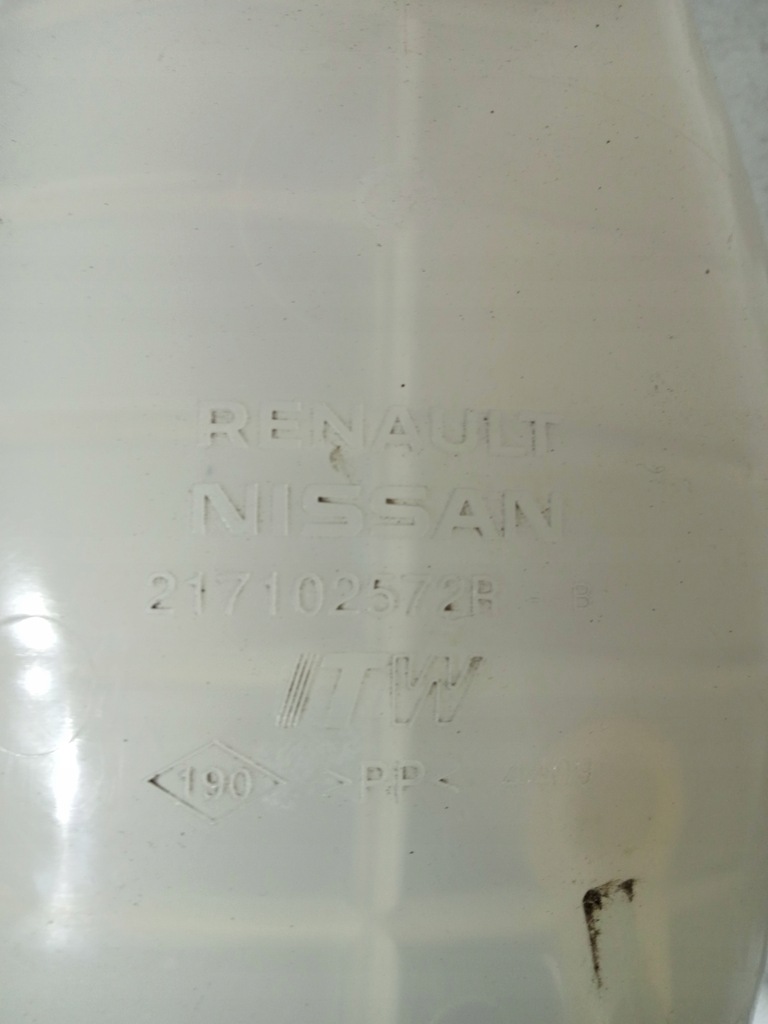 RENAULT
NISSAN
217102572R - B
ITW
190 >PP<